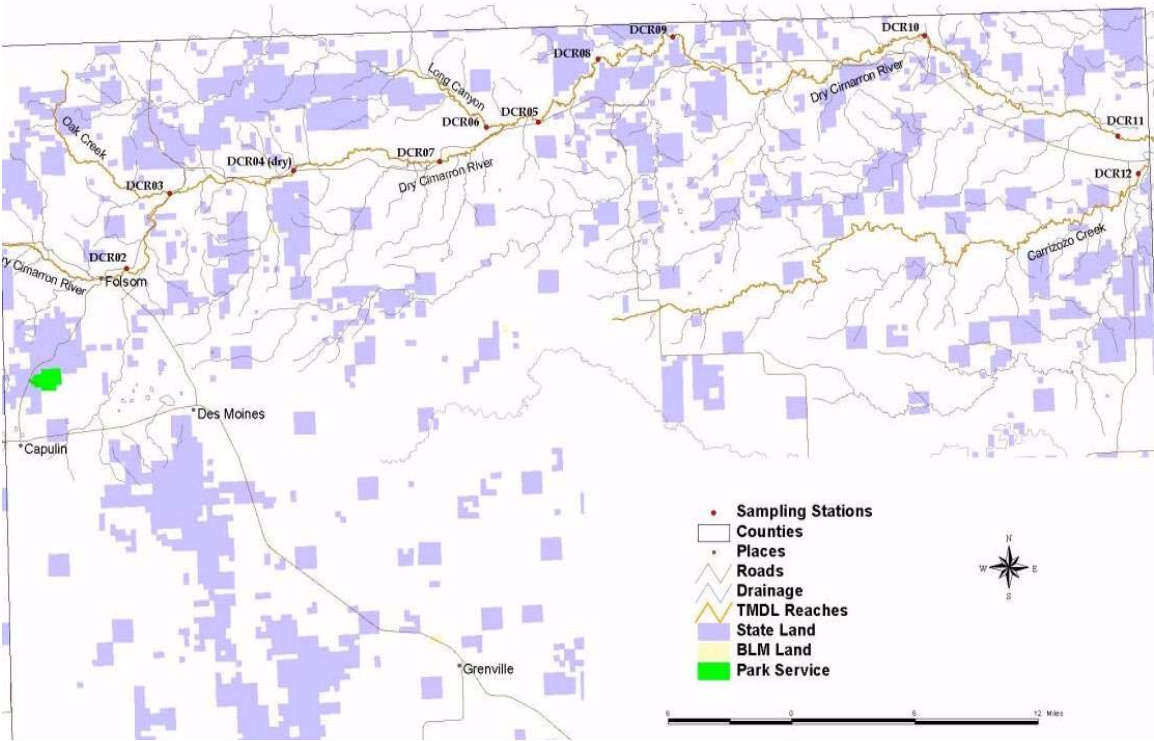 DCR09
DCR10
DCR08
Long Canyon
Dry Cimarron River
DCR05
DCR06
DCR11
Oak Creek
DCR07
DCR04 (dry)
Dry Cimarron River
DCR12
DCR03
Carrizozo Creek
DCR02
ry Cimarron River
Folsom
Des Moines
Capulin
Grenville
Sampling Stations
Counties
Places
Roads
Drainage
TMDL Reaches
State Land
BLM Land
Park Service
N
W E
S
6 0 6 12 Miles